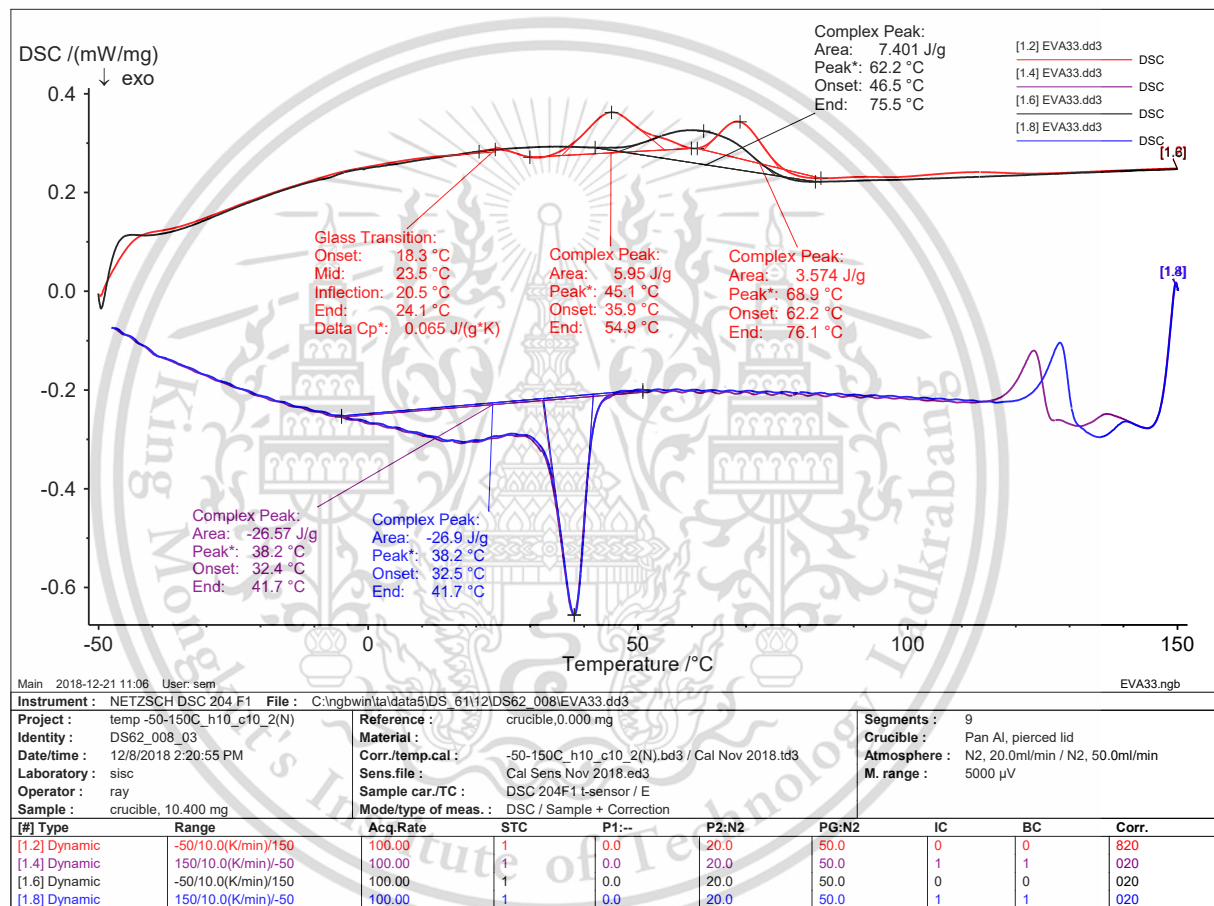 DSC /(mW/mg)
↓ exo
Complex Peak:
Area: 7.401 J/g
Peak*: 62.2 °C
Onset: 46.5 °C
End: 75.5 °C
[1.2] EVA33.dd3
DSC
[1.4] EVA33.dd3
DSC
[1.6] EVA33.dd3
DSC
[1.8] EVA33.dd3
DSC
0.4
0.2
0.0
-0.2
-0.4
-0.6
Glass Transition:
Onset: 18.3 °C
Mid: 23.5 °C
Inflection: 20.5 °C
End: 24.1 °C
Delta Cp*: 0.065 J/(g*K)
Complex Peak:
Area: 5.95 J/g
Peak*: 45.1 °C
Onset: 35.9 °C
End: 54.9 °C
Complex Peak:
Area: 3.574 J/g
Peak*: 68.9 °C
Onset: 62.2 °C
End: 76.1 °C
Complex Peak:
Area: -26.57 J/g
Peak*: 38.2 °C
Onset: 32.4 °C
End: 41.7 °C
Complex Peak:
Area: -26.9 J/g
Peak*: 38.2 °C
Onset: 32.5 °C
End: 41.7 °C
-50 0 50 100 150
Temperature /°C
King Mongkut's Institute of Technology Ladkrabang
Main 2018-12-21 11:06 User: sem
EVA33.ngb
Instrument : NETZSCH DSC 204 F1 File : C:\ngbwin\ta\data5\DS_61\12\DS62_008\EVA33.dd3
Project : temp -50-150C_h10_c10_2(N) Reference : crucible,0.000 mg Segments : 9
Identity : DS62_008_03 Material : Crucible : Pan Al, pierced lid
Date/time : 12/8/2018 2:20:55 PM Corr./temp.cal : -50-150C_h10_c10_2(N).bd3 / Cal Nov 2018.td3 Atmosphere : N2, 20.0ml/min / N2, 50.0ml/min
Laboratory : sisc Sens.file : Cal Sens Nov 2018.ed3 M. range : 5000 µV
Operator : ray Sample car./TC : DSC 204F1 t-sensor / E
Sample : crucible, 10.400 mg Mode/type of meas. : DSC / Sample + Correction
[#] Type Range Acq.Rate STC P1:-- P2:N2 PG:N2 IC BC Corr.
[1.2] Dynamic -50/10.0(K/min)/150 100.00 1 0.0 20.0 50.0 0 0 820
[1.4] Dynamic 150/10.0(K/min)/-50 100.00 1 0.0 20.0 50.0 1 1 020
[1.6] Dynamic -50/10.0(K/min)/150 100.00 1 0.0 20.0 50.0 0 0 020
[1.8] Dynamic 150/10.0(K/min)/-50 100.00 1 0.0 20.0 50.0 1 1 020